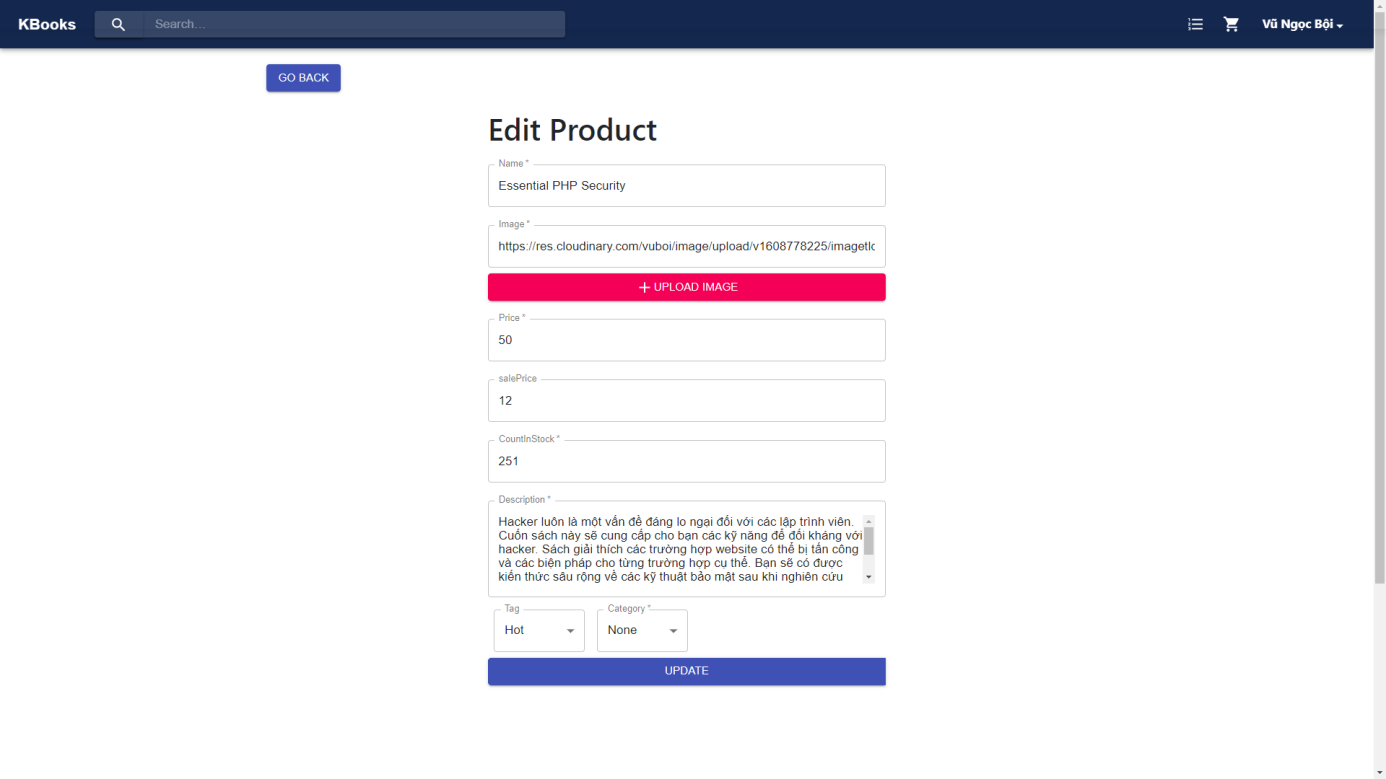 KBooks
Search...
Vũ Ngọc Bội
GO BACK
Edit Product
Name *
Essential PHP Security
Image *
https://res.cloudinary.com/vuboi/image/upload/v1608778225/
UPLOAD IMAGE
Price *
50
salePrice
12
CountInStock *
251
Description *
Hacker luôn là một vấn đề đáng lo ngại đối với các lập trình viên.
Cuốn sách này sẽ cung cấp cho bạn các kỹ năng để đối kháng với
hacker. Sách giải thích các trường hợp website có thể bị tấn công
và các biện pháp cho từng trường hợp cụ thể. Bạn sẽ có được
kiến thức sâu rộng về các kỹ thuật bảo mật sau khi nghiên cứu
Tag
Category *
Hot
None
UPDATE